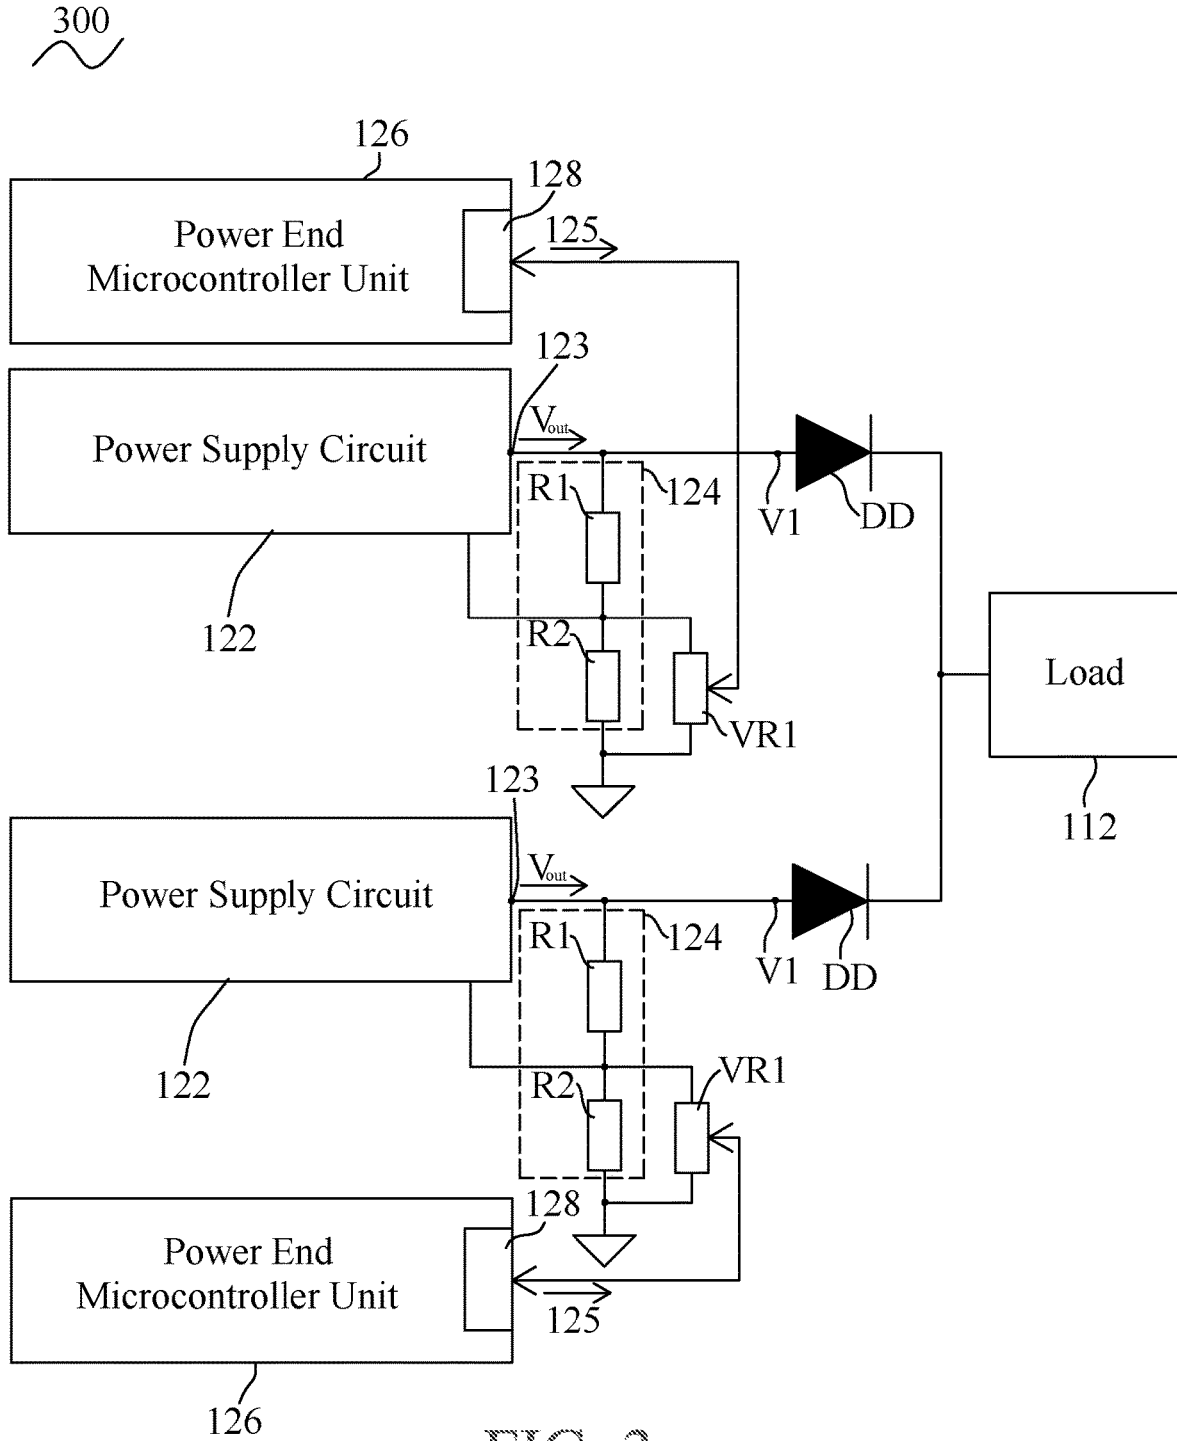 300
126
128
Power End
Microcontroller Unit
125
123
Power Supply Circuit
Vout
R1
124
V1
DD
122
R2
VR1
Load
112
123
Power Supply Circuit
Vout
R1
124
V1
DD
122
R2
VR1
128
Power End
Microcontroller Unit
125
126